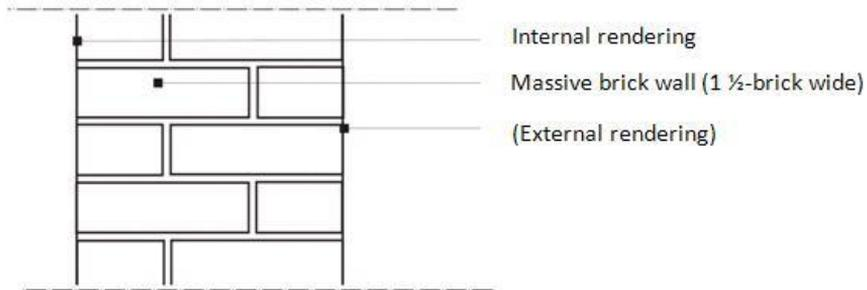 Internal rendering
Massive brick wall (1 ½-brick wide)
(External rendering)